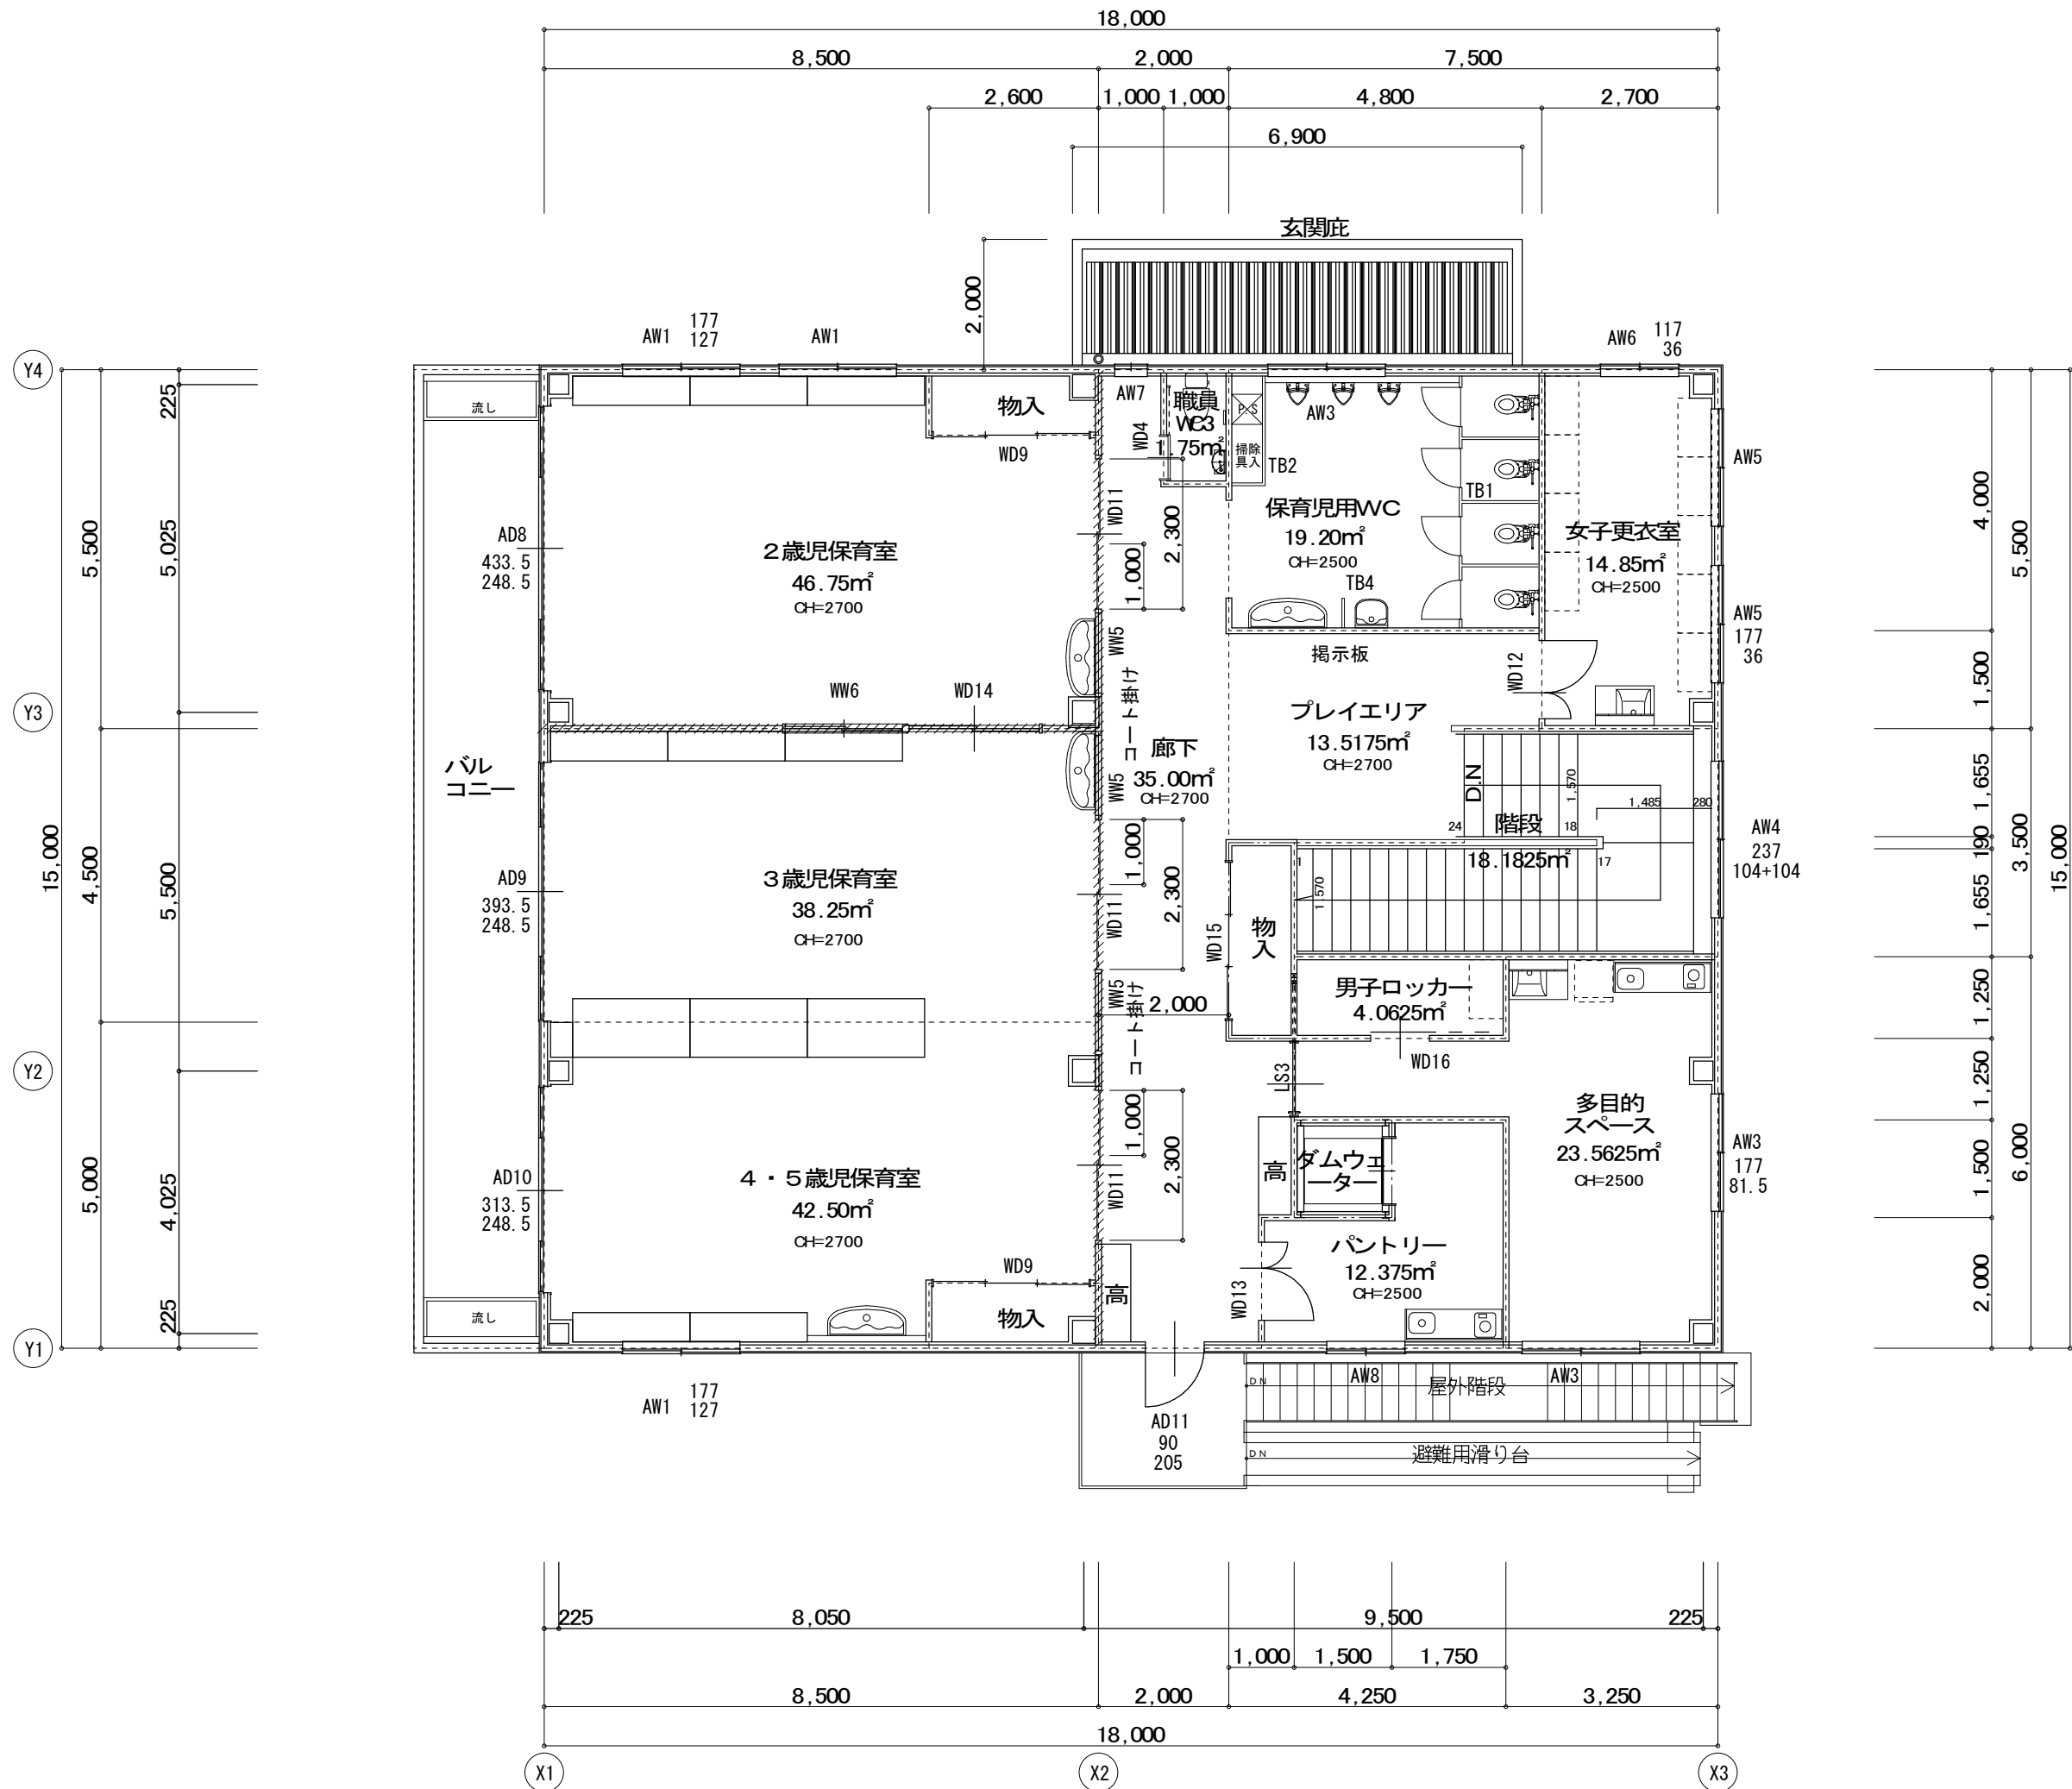 18,000
8,500
2,000
7,500
2,600
1,000
1,000
4,800
2,700
6,900
玄関庇
2,000
AW1
177
127
AW1
AW6
117
36
Y4
225
流し
物入
AW7
職員
WC3
1.75㎡
P.S
AW3
WD4
WD9
掃除
具入
TB2
TB1
AW5
4,000
5,500
5,500
5,025
AD8
433.5
248.5
2歳児保育室
46.75㎡
CH=2700
WD11
2,300
1,000
保育児用WC
19.20㎡
CH=2500
TB4
女子更衣室
14.85㎡
CH=2500
AW5
177
36
掲示板
WD12
1,500
WW5
コート掛け
WW6
WD14
Y3
プレイエリア
13.5175㎡
CH=2700
廊下
35.00㎡
CH=2700
WW5
バル
コニー
D.N
1,570
1,485
280
24
階段
18
18.1825㎡
1
17
1,570
AW4
237
104+104
1,655
190
1,655
3,500
15,000
15,000
4,500
5,500
AD9
393.5
248.5
3歳児保育室
38.25㎡
CH=2700
1,000
2,300
WD11
WD15
物
入
WW5
コート掛け
2,000
男子ロッカー
4.0625㎡
1,250
Y2
LS3
WD16
1,250
多目的
スペース
23.5625㎡
CH=2500
AW3
177
81.5
1,000
2,300
WD11
高
ダムウェ
ーター
1,500
6,000
5,000
4,025
AD10
313.5
248.5
4・5歳児保育室
42.50㎡
CH=2700
WD9
物入
高
WD13
パントリー
12.375㎡
CH=2500
2,000
流し
225
Y1
AW1
177
127
AD11
90
205
DN
AW8
屋外階段
AW3
DN
避難用滑り台
225
8,050
9,500
225
1,000
1,500
1,750
8,500
2,000
4,250
3,250
18,000
X1
X2
X3